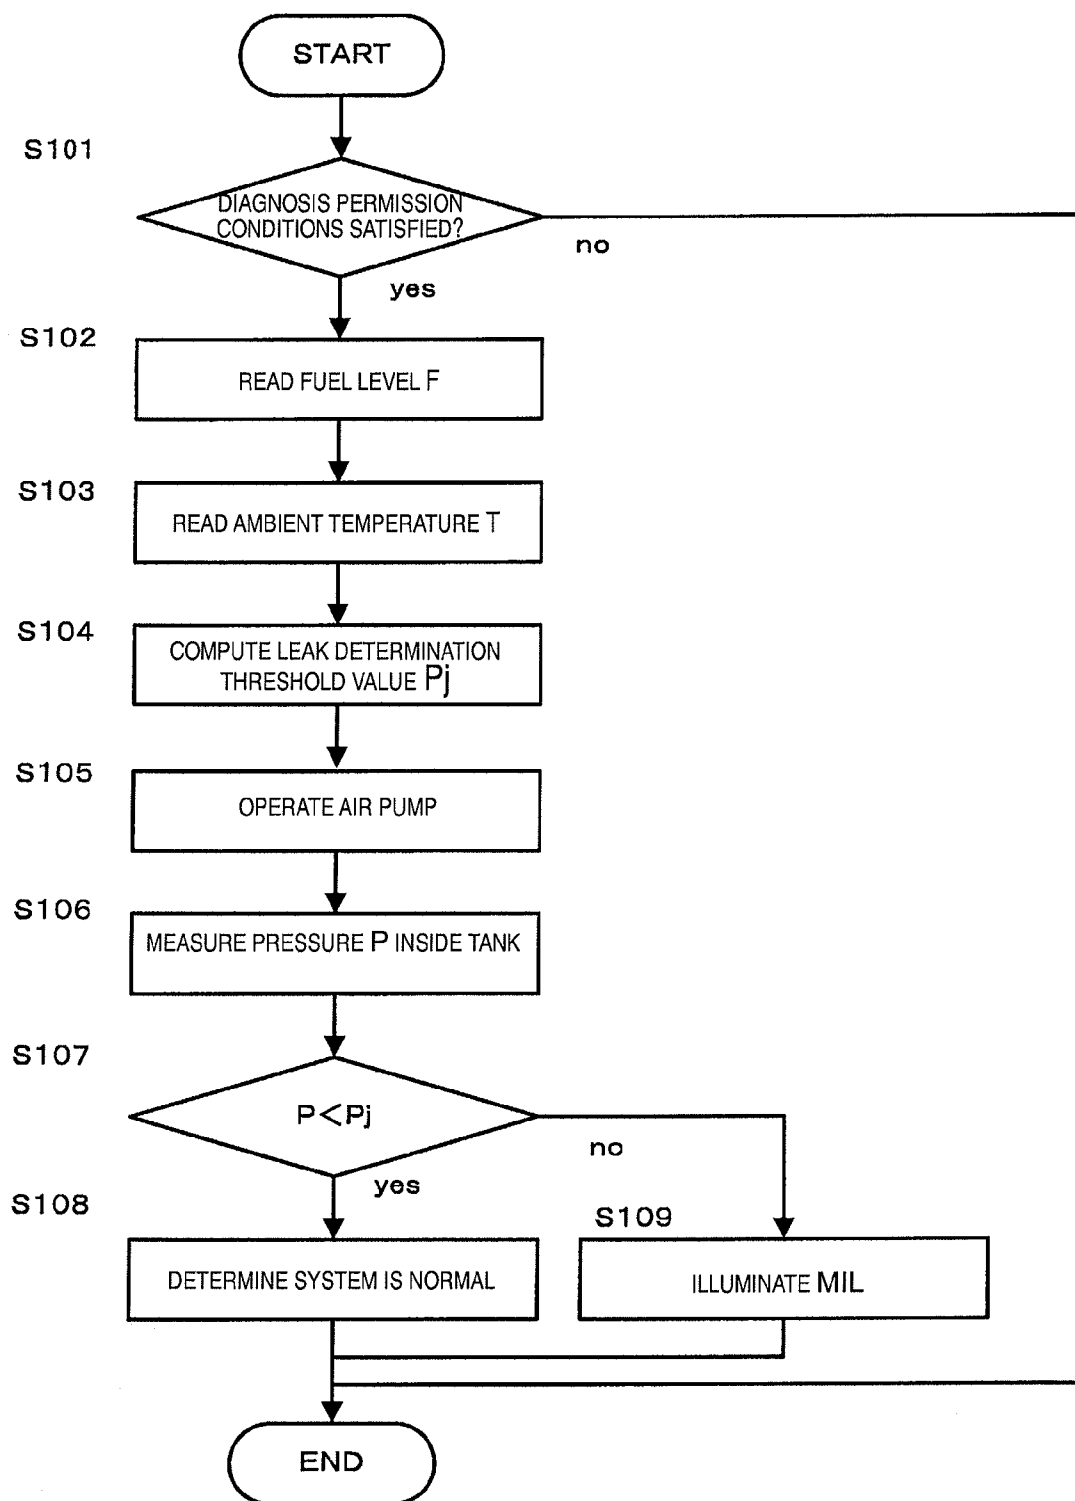 START
S101
DIAGNOSIS PERMISSION
CONDITIONS SATISFIED?
no
yes
S102
READ FUEL LEVEL F
S103
READ AMBIENT TEMPERATURE T
S104
COMPUTE LEAK DETERMINATION
THRESHOLD VALUE Pj
S105
OPERATE AIR PUMP
S106
MEASURE PRESSURE P INSIDE TANK
S107
P<Pj
no
yes
S108
S109
DETERMINE SYSTEM IS NORMAL
ILLUMINATE MIL
END